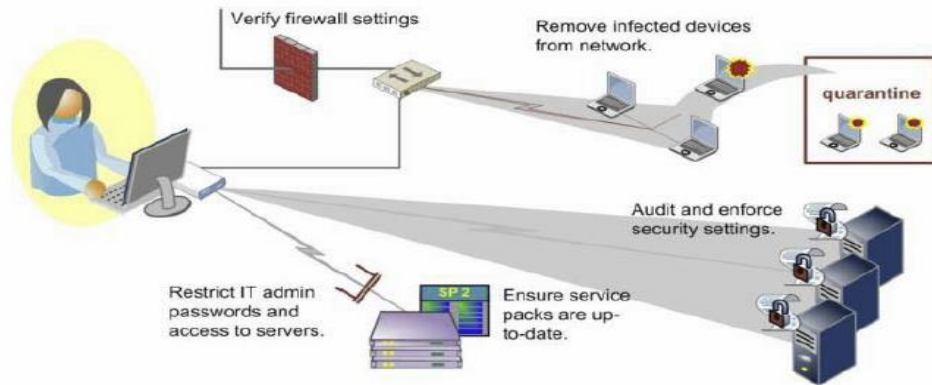 Verify firewall settings
Remove infected devices
from network.
quarantine
Audit and enforce
security settings.
Restrict IT admin
passwords and
access to servers.
SP 2
Ensure service
packs are up-
to-date.